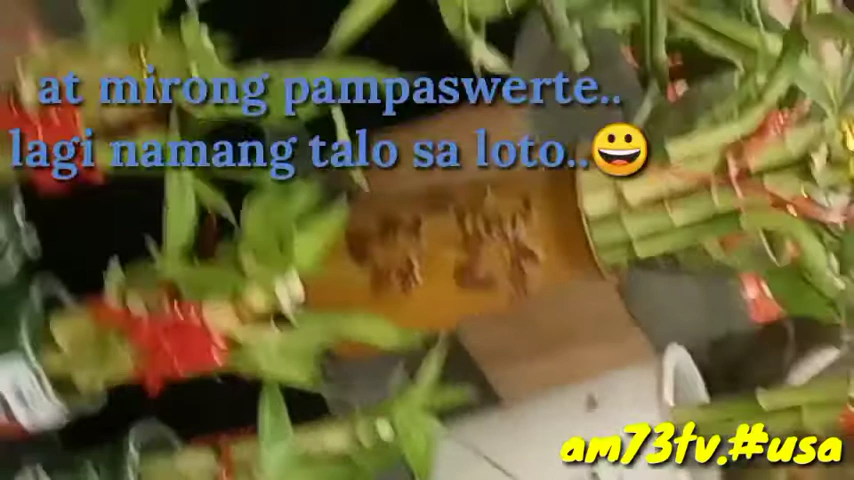 at mirong pampaswerte..
lagi namang talo sa loto..😀
am73tv.#usa